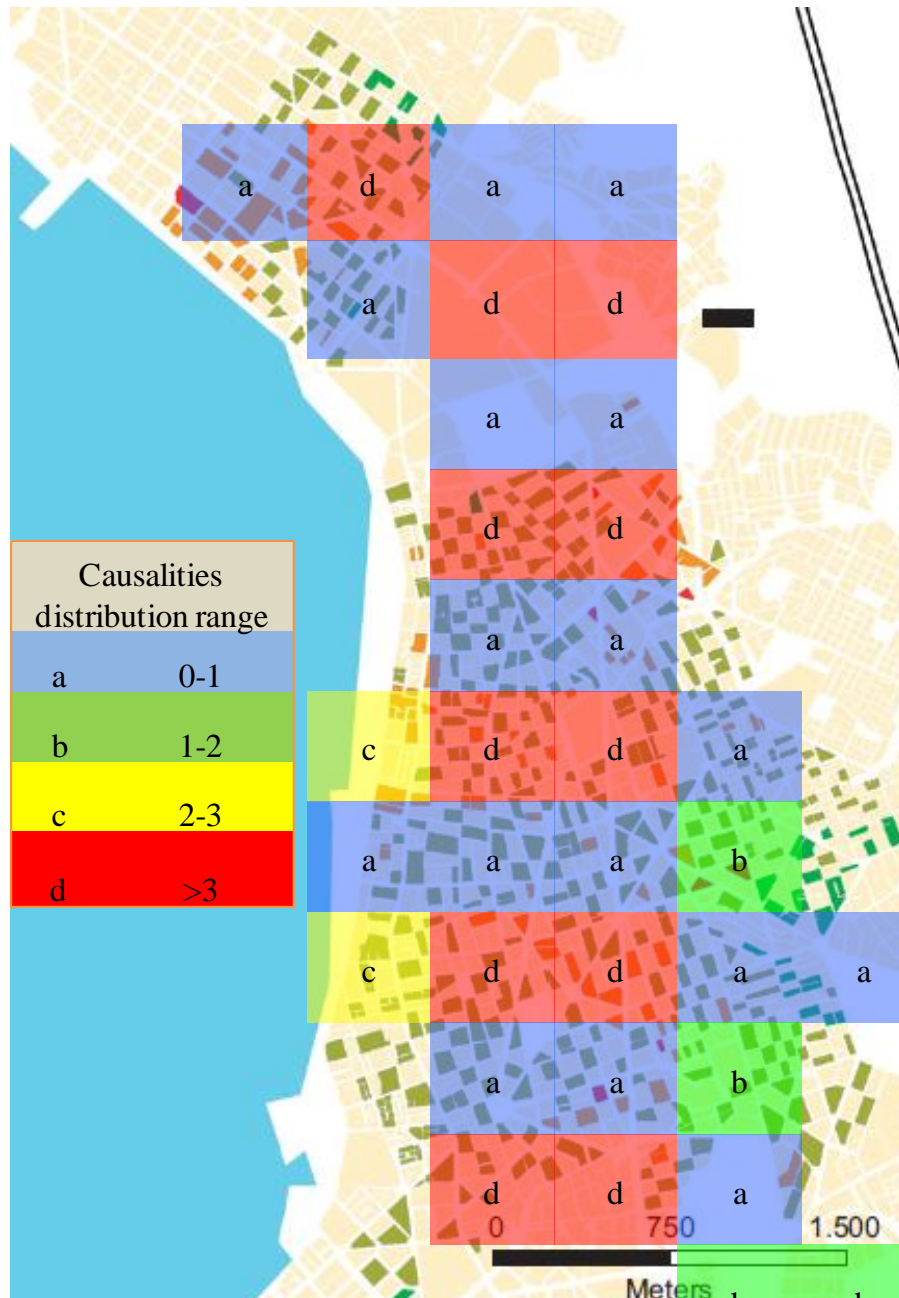 a d a a
a d d
a a
d d
Causalities
distribution range
a 0-1
b 1-2
c 2-3
d >3
a a
c d d a
a a a b
c d d a a
a a b
d d a
0 750 1.500
Meters